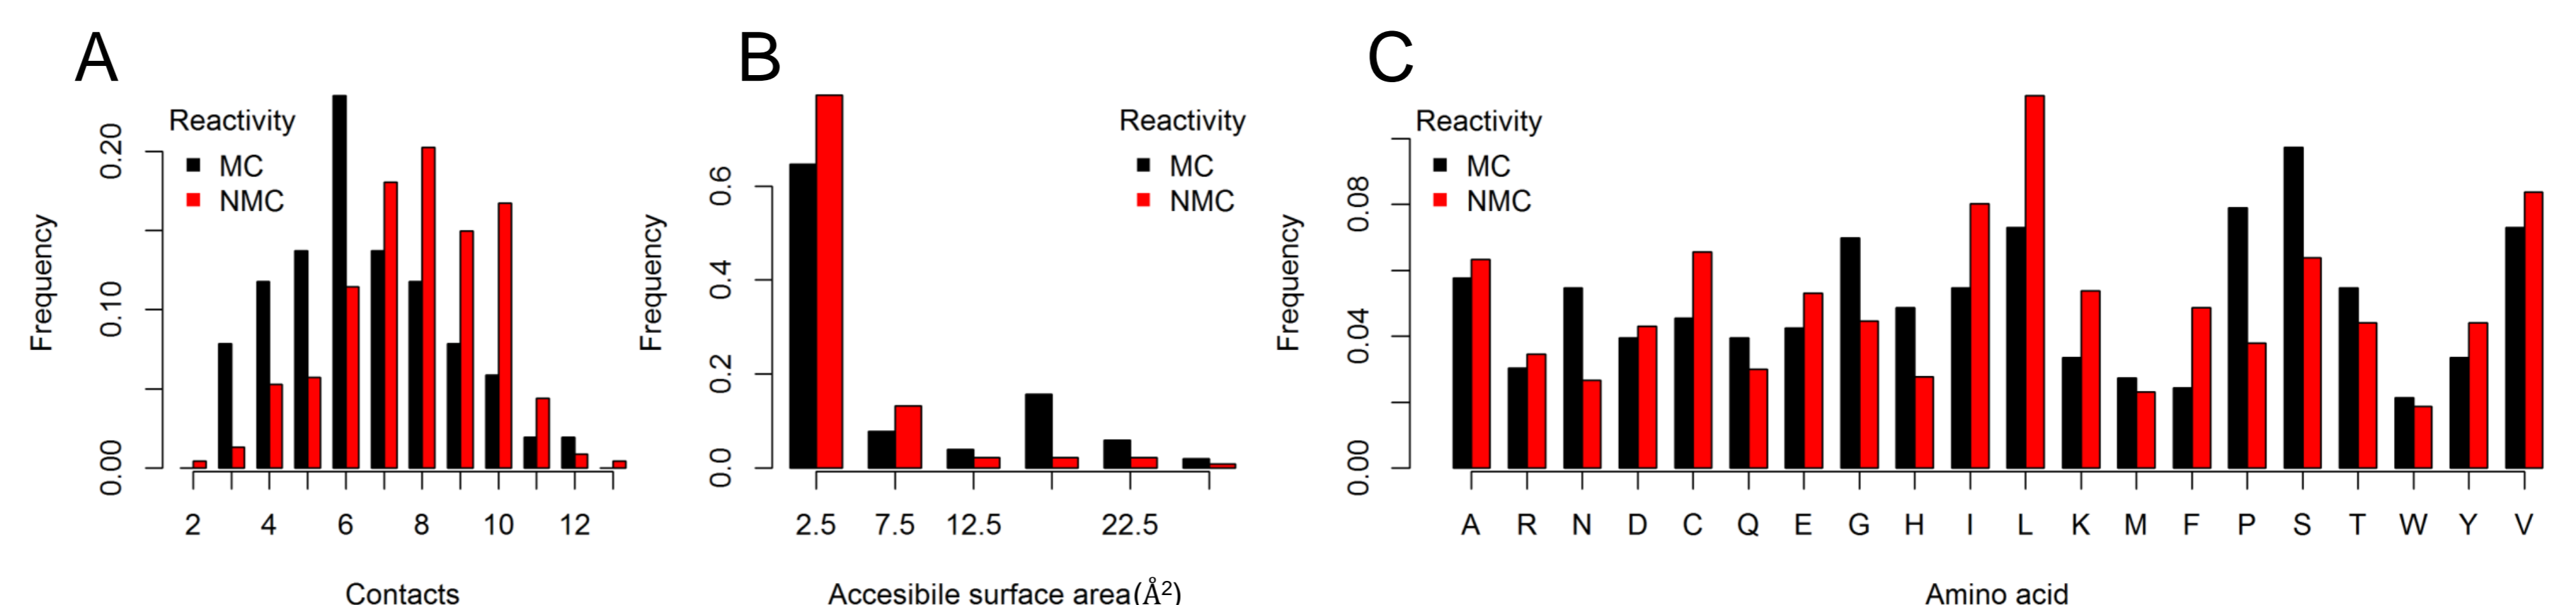 A
Reactivity
MC
NMC
Frequency
0.00 0.10 0.20
2 4 6 8 10 12
Contacts
B
Reactivity
MC
NMC
Frequency
0.0 0.2 0.4 0.6
2.5 7.5 12.5 22.5
Accesibile surface area(Å²)
C
Reactivity
MC
NMC
Frequency
0.00 0.04 0.08
A R N D C Q E G H I L K M F P S T W Y V
Amino acid